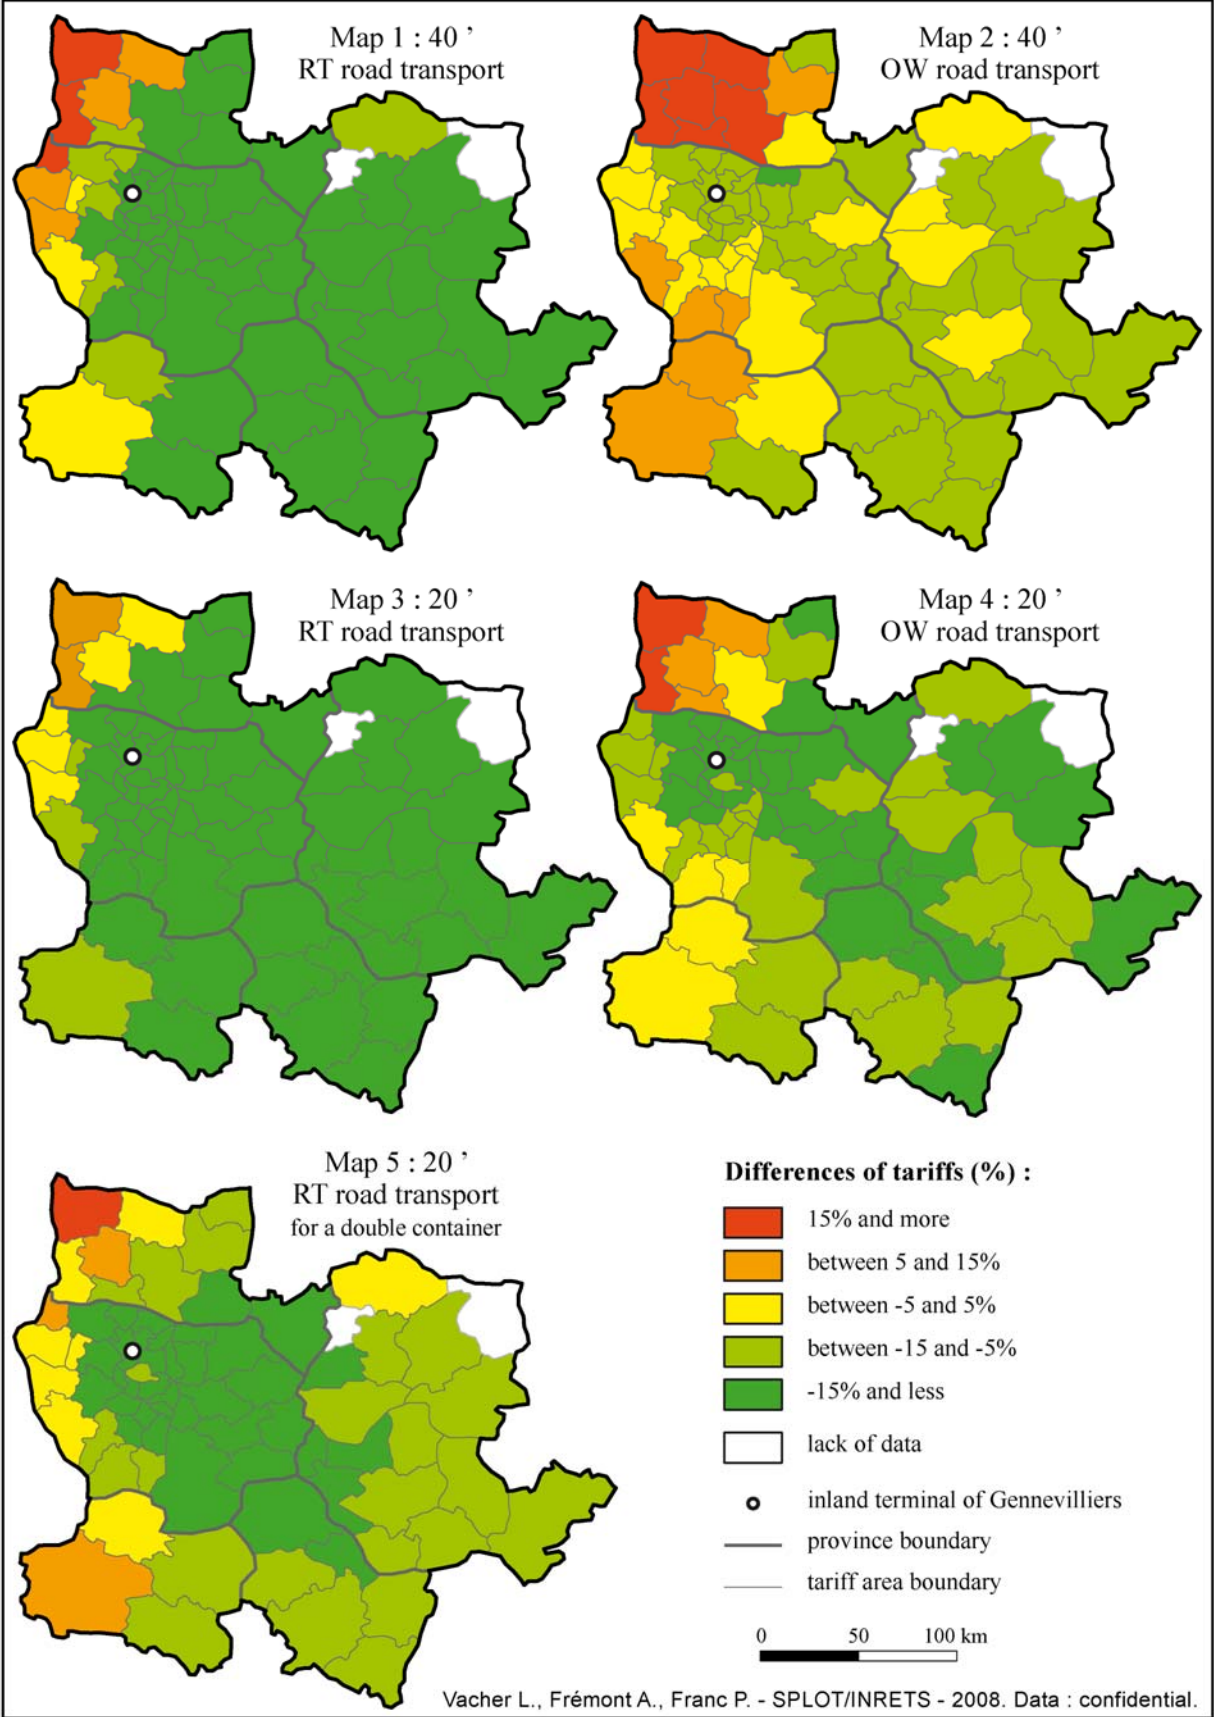 Map 1 : 40 ’
RT road transport
Map 2 : 40 ’
OW road transport
Map 3 : 20 ’
RT road transport
Map 4 : 20 ’
OW road transport
Map 5 : 20 ’
RT road transport
for a double container
Differences of tariffs (%) :
15% and more
between 5 and 15%
between -5 and 5%
between -15 and -5%
-15% and less
lack of data
inland terminal of Gennevilliers
province boundary
tariff area boundary
0 50 100 km
Vacher L., Frémont A., Franc P. - SPLOT/INRETS - 2008. Data : confidential.